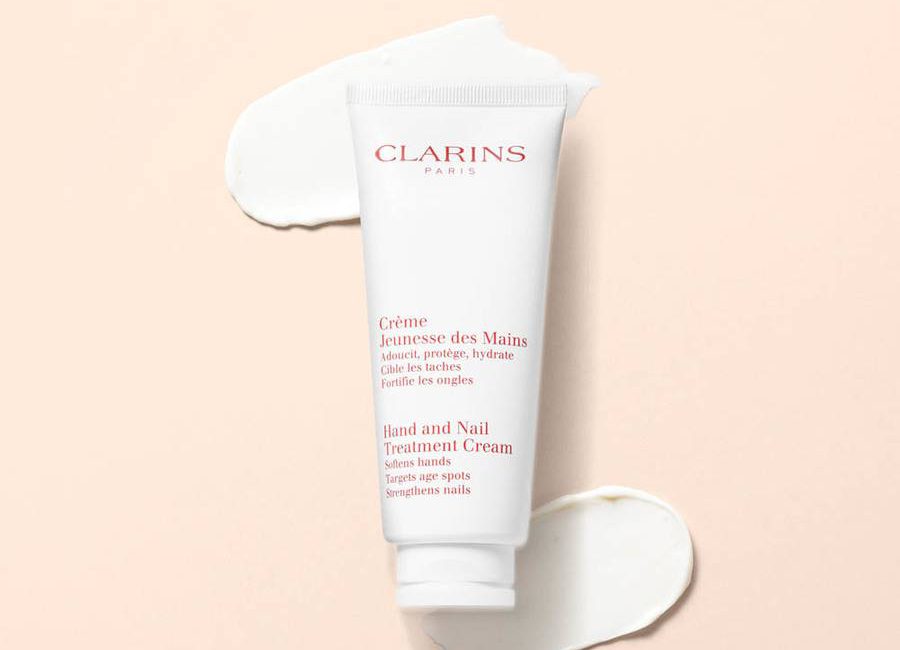 CLARINS
PARIS
Crème
Jeunesse des Mains
Adoucit, protège, hydrate
Cible les taches
Fortifie les ongles
Hand and Nail
Treatment Cream
Softens hands
Targets age spots
Strengthens nails